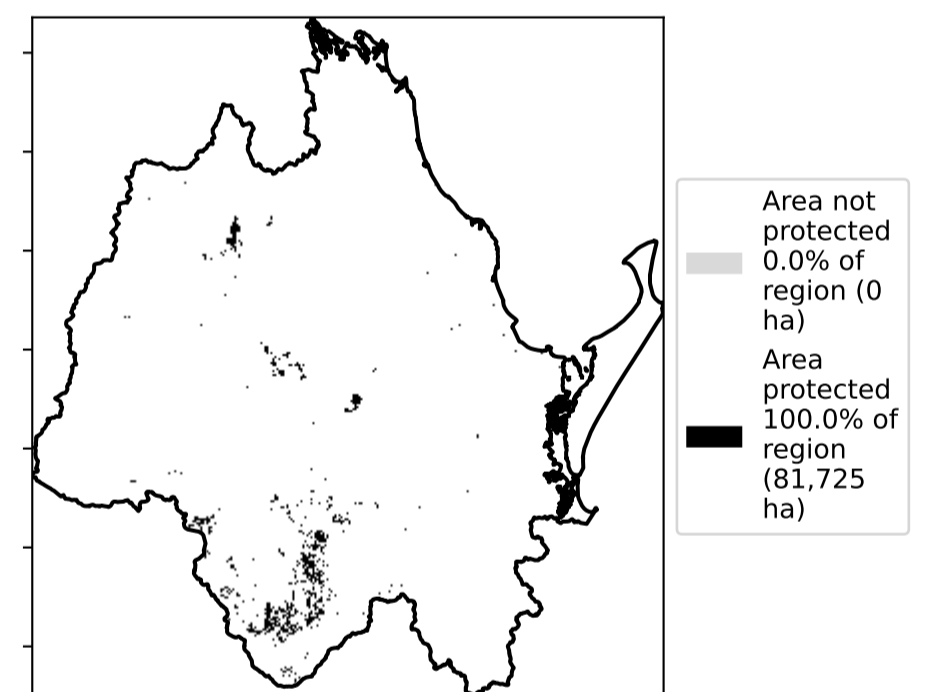 Area not
protected
0.0% of
region (0
ha)
Area
protected
100.0% of
region
(81,725
ha)